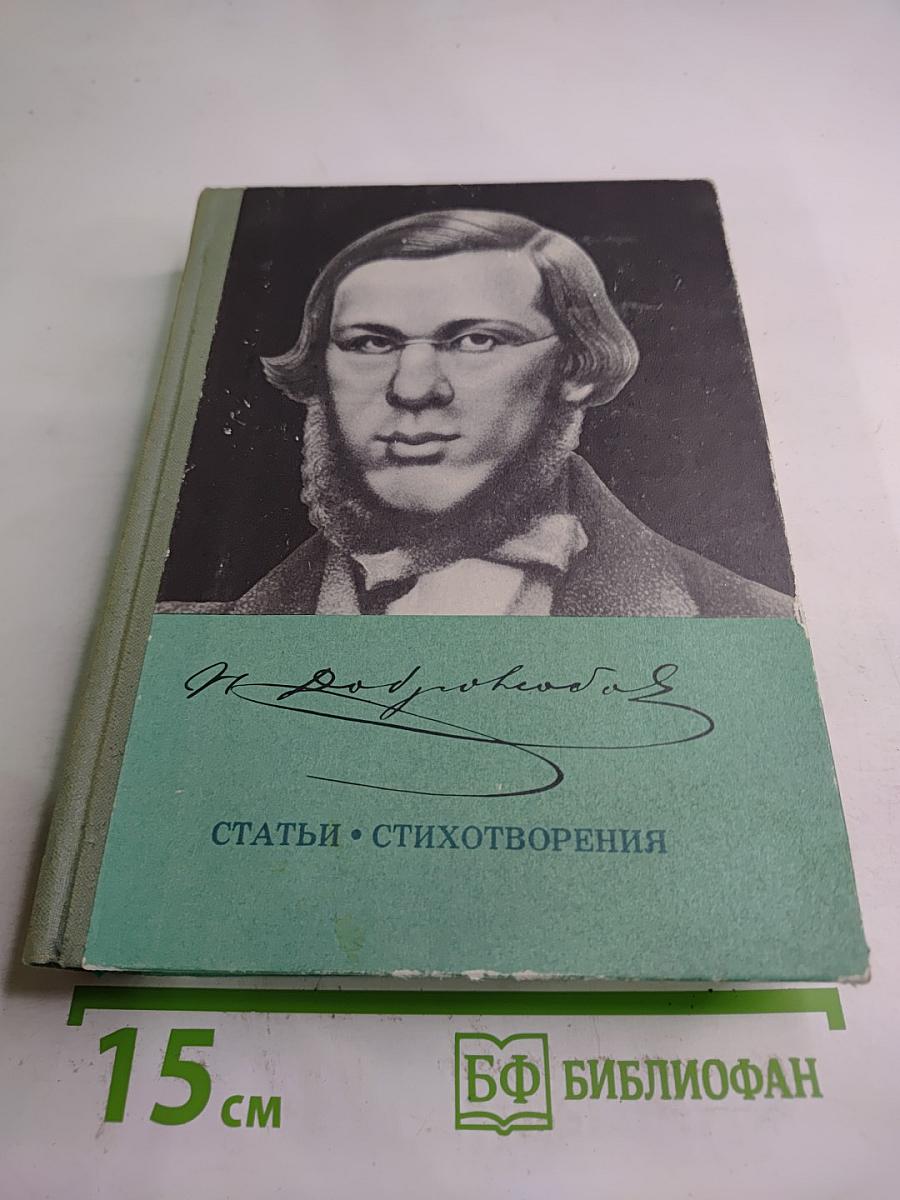 Н Добролюбов
СТАТЬИ • СТИХОТВОРЕНИЯ
15 см
БФ БИБЛИОФАН